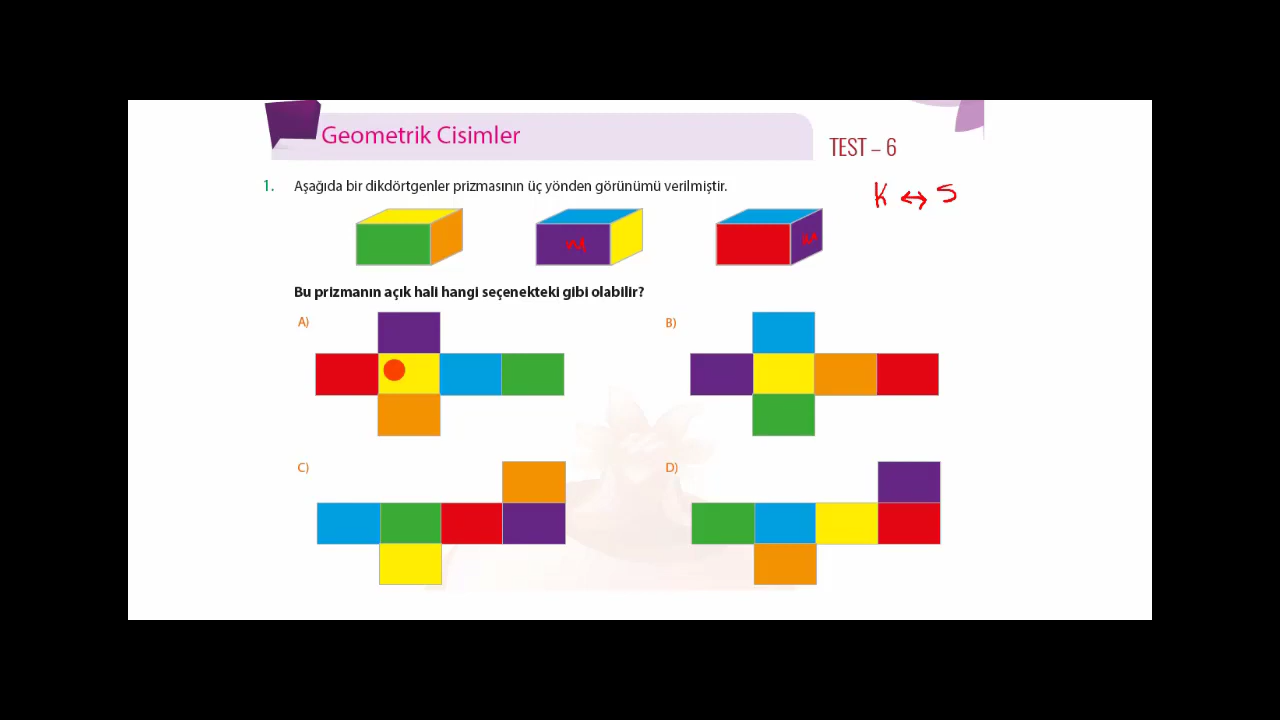 Geometrik Cisimler
TEST – 6
1. Aşağıda bir dikdörtgenler prizmasının üç yönden görünümü verilmiştir.
K ↔ S
M
M
Bu prizmanın açık hali hangi seçenekteki gibi olabilir?
A)
B)
C)
D)